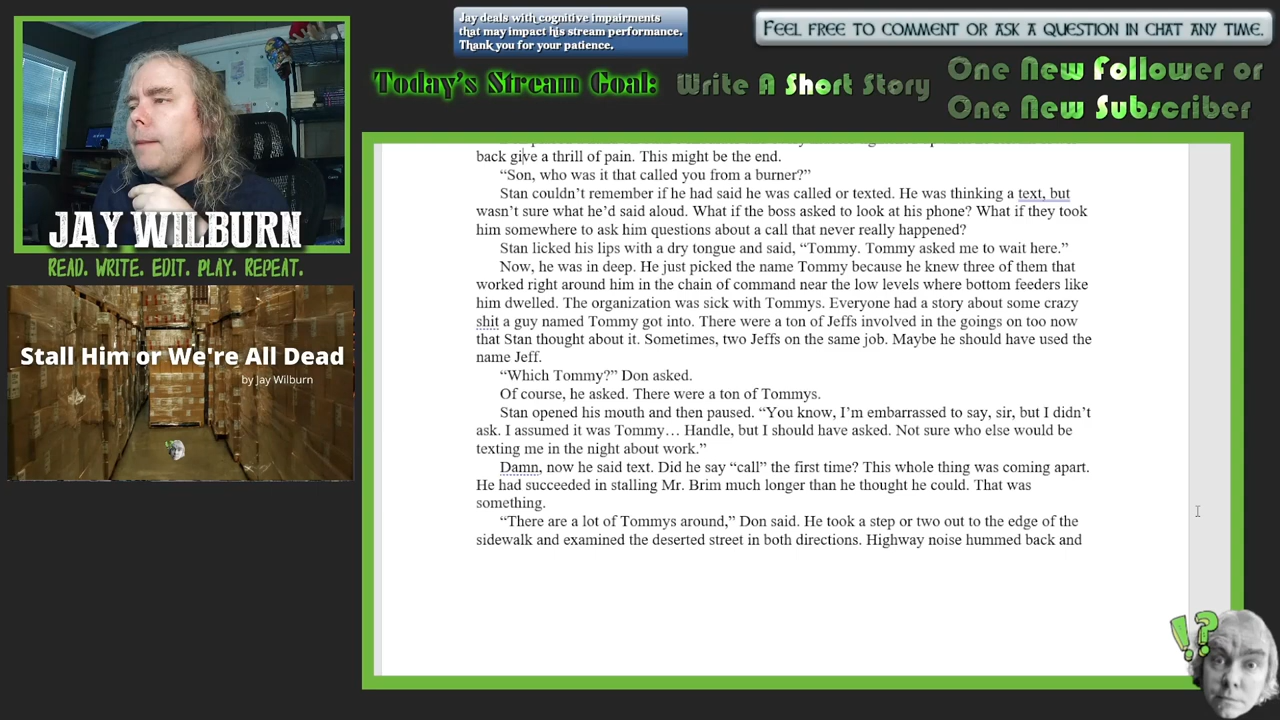 Jay deals with cognitive impairments
that may impact his stream performance.
Thank you for your patience.
Feel free to comment or ask a question in chat any time.
Today's Stream Goal:
Write A Short Story
One New Follower or
One New Subscriber
JAY WILBURN
READ. WRITE. EDIT. PLAY. REPEAT.
Stall Him or We're All Dead
by Jay Wilburn
back give a thrill of pain. This might be the end.
“Son, who was it that called you from a burner?”
Stan couldn’t remember if he had said he was called or texted. He was thinking a text, but
wasn’t sure what he’d said aloud. What if the boss asked to look at his phone? What if they took
him somewhere to ask him questions about a call that never really happened?
Stan licked his lips with a dry tongue and said, “Tommy. Tommy asked me to wait here.”
Now, he was in deep. He just picked the name Tommy because he knew three of them that
worked right around him in the chain of command near the low levels where bottom feeders like
him dwelled. The organization was sick with Tommys. Everyone had a story about some crazy
shit a guy named Tommy got into. There were a ton of Jeffs involved in the goings on too now
that Stan thought about it. Sometimes, two Jeffs on the same job. Maybe he should have used the
name Jeff.
“Which Tommy?” Don asked.
Of course, he asked. There were a ton of Tommys.
Stan opened his mouth and then paused. “You know, I’m embarrassed to say, sir, but I didn’t
ask. I assumed it was Tommy… Handle, but I should have asked. Not sure who else would be
texting me in the night about work.”
Damn, now he said text. Did he say “call” the first time? This whole thing was coming apart.
He had succeeded in stalling Mr. Brim much longer than he thought he could. That was
something.
“There are a lot of Tommys around,” Don said. He took a step or two out to the edge of the
sidewalk and examined the deserted street in both directions. Highway noise hummed back and
!?